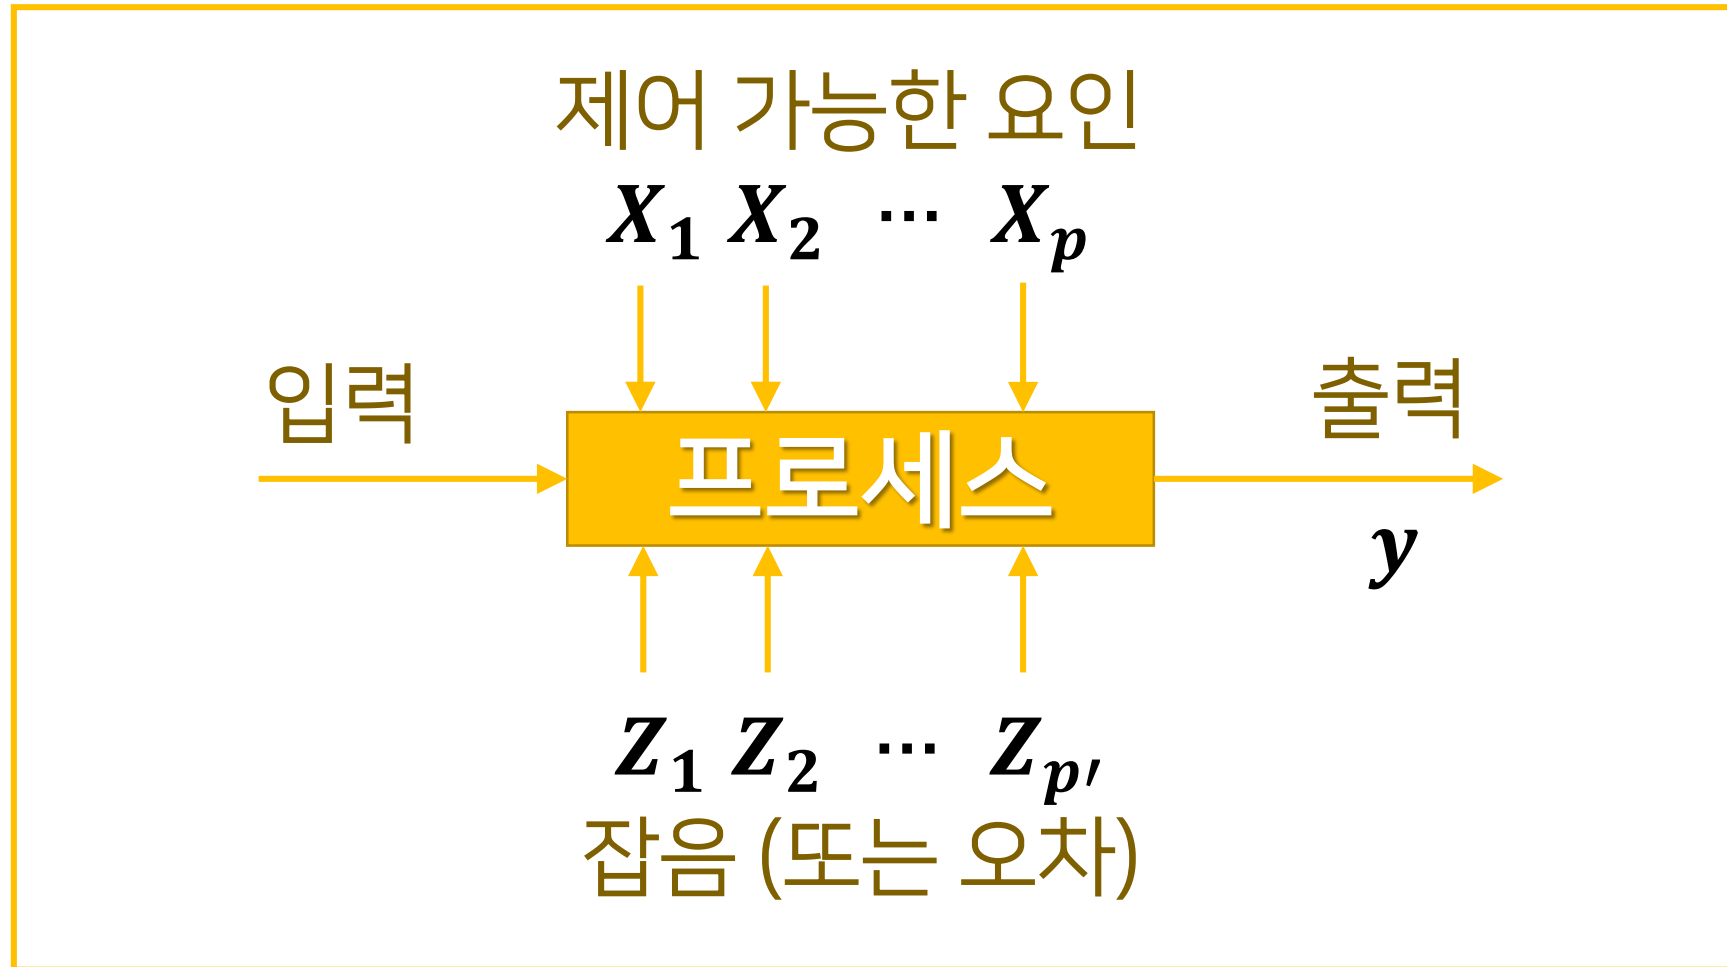 제어 가능한 요인
X₁ X₂ ⋯ Xₚ
입력
출력
프로세스
y
Z₁ Z₂ ⋯ Zₚ′
잡음 (또는 오차)